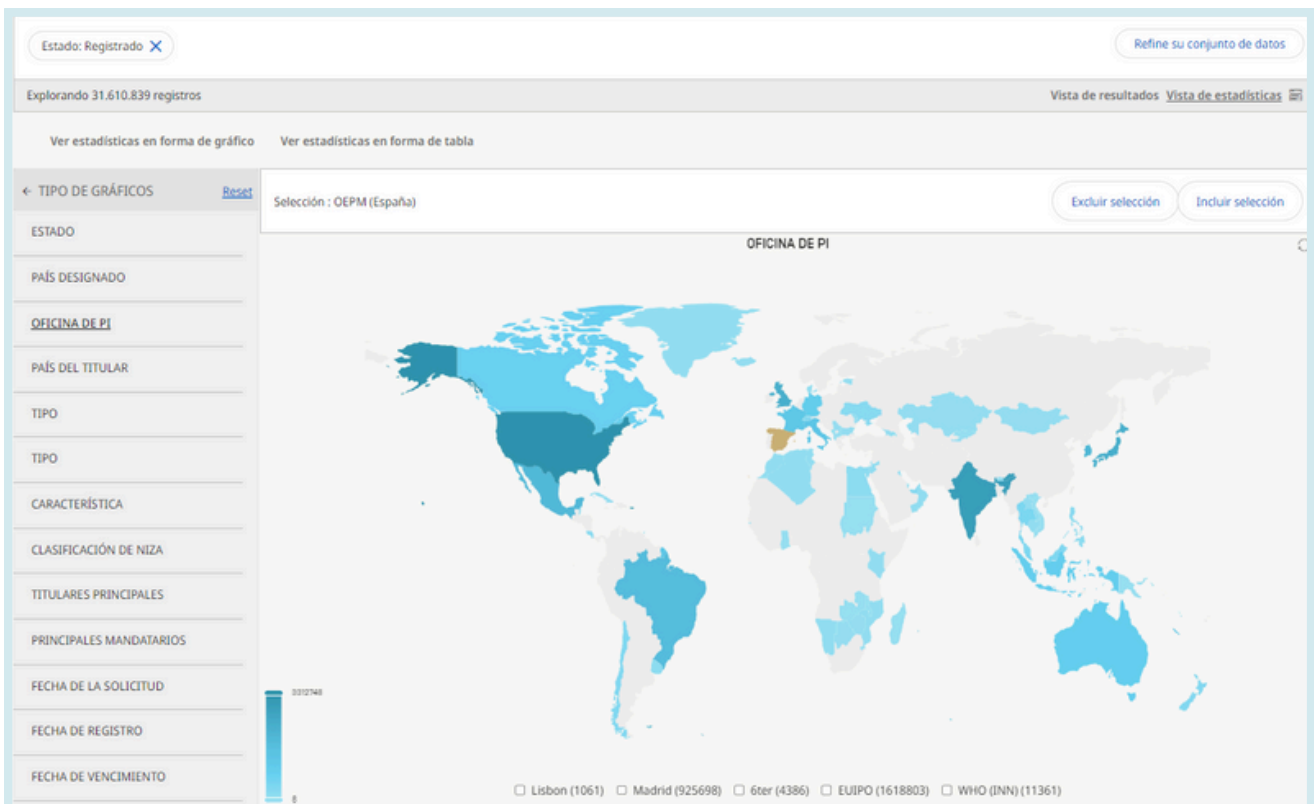 Estado: Registrado
Refine su conjunto de datos
Explorando 31.610.839 registros
Vista de resultados Vista de estadísticas
Ver estadísticas en forma de gráfico Ver estadísticas en forma de tabla
← TIPO DE GRÁFICOS Reset
Selección : OEPM (España)
Excluir selección Incluir selección
ESTADO
PAÍS DESIGNADO
OFICINA DE PI
PAÍS DEL TITULAR
TIPO
TIPO
CARACTERÍSTICA
CLASIFICACIÓN DE NIZA
TITULARES PRINCIPALES
PRINCIPALES MANDATARIOS
FECHA DE LA SOLICITUD
FECHA DE REGISTRO
FECHA DE VENCIMIENTO
OFICINA DE PI
Lisbon (1061) Madrid (925698) 6ter (4386) EUIPO (1618803) WHO (INN) (11361)